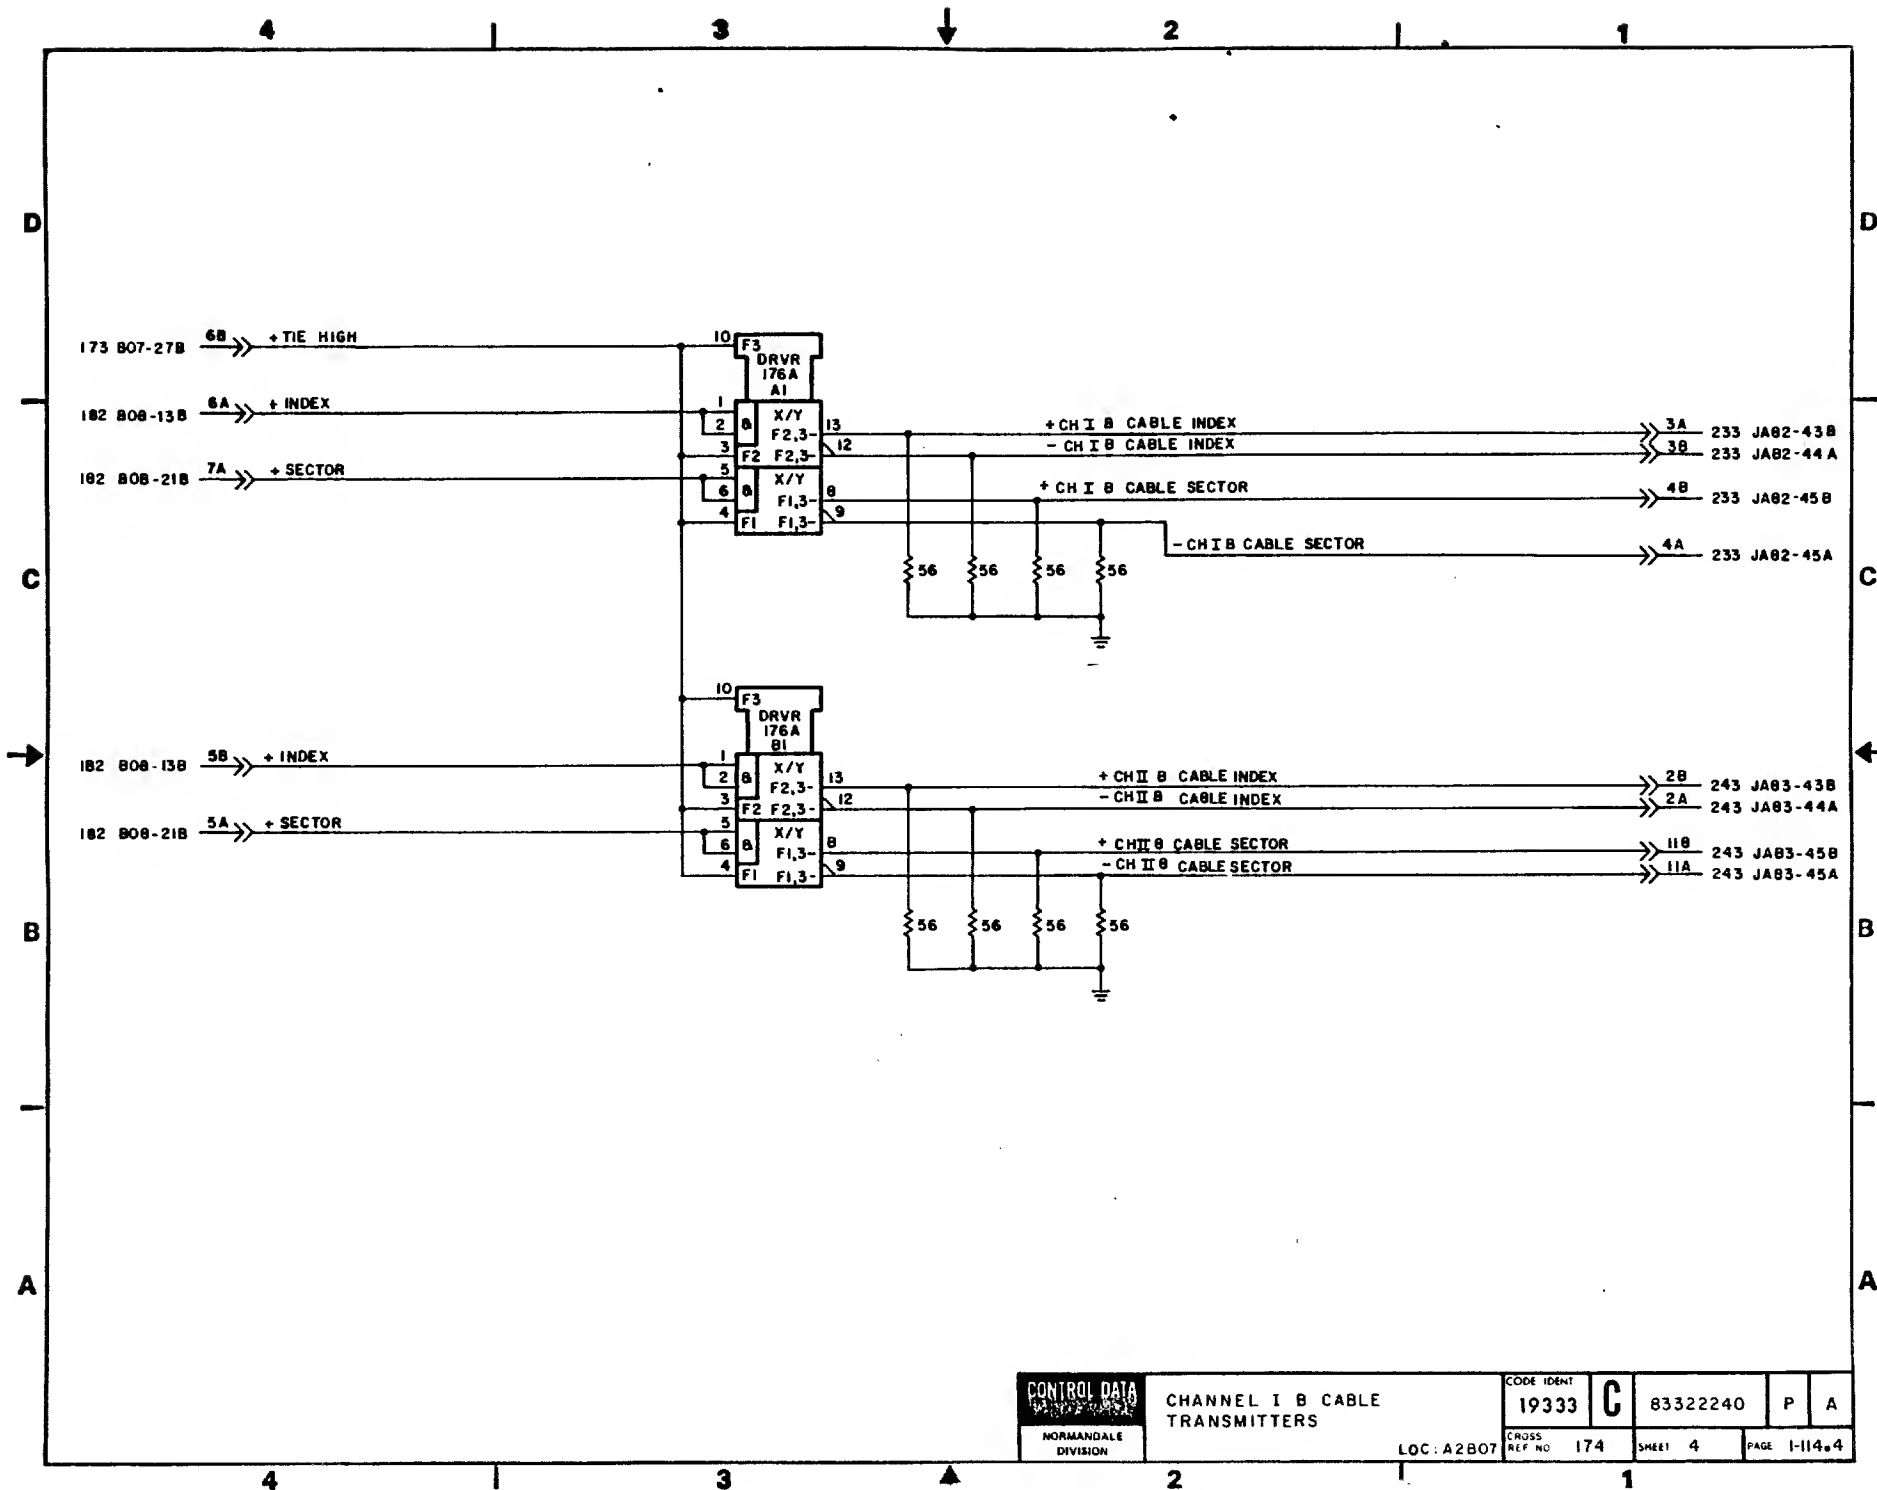 4 3 2 1
D D
173 B07-27B 6B + TIE HIGH 10 F3
DRVR
176A
A1
182 B08-13B 6A + INDEX 1 X/Y
2 & F2,3- 13 + CH I B CABLE INDEX 3A 233 JA82-43B
3 F2 F2,3- 12 - CH I B CABLE INDEX 3B 233 JA82-44A
182 B08-21B 7A + SECTOR 5 X/Y
6 & F1,3- 8 + CH I B CABLE SECTOR 4B 233 JA82-45B
4 F1 F1,3- 9
- CH I B CABLE SECTOR 4A 233 JA82-45A
C C
56 56 56 56
10 F3
DRVR
176A
B1
182 B08-13B 5B + INDEX 1 X/Y
2 & F2,3- 13 + CH II B CABLE INDEX 2B 243 JA83-43B
3 F2 F2,3- 12 - CH II B CABLE INDEX 2A 243 JA83-44A
182 B08-21B 5A + SECTOR 5 X/Y
6 & F1,3- 8 + CH II B CABLE SECTOR 11B 243 JA83-45B
4 F1 F1,3- 9 - CH II B CABLE SECTOR 11A 243 JA83-45A
B B
56 56 56 56
A A
CONTROL DATA
NORMANDALE
DIVISION
CHANNEL I B CABLE
TRANSMITTERS
LOC: A2B07
CODE IDENT
19333 C 83322240 P A
CROSS
REF NO 174 SHEET 4 PAGE 1-114.4
4 3 2 1